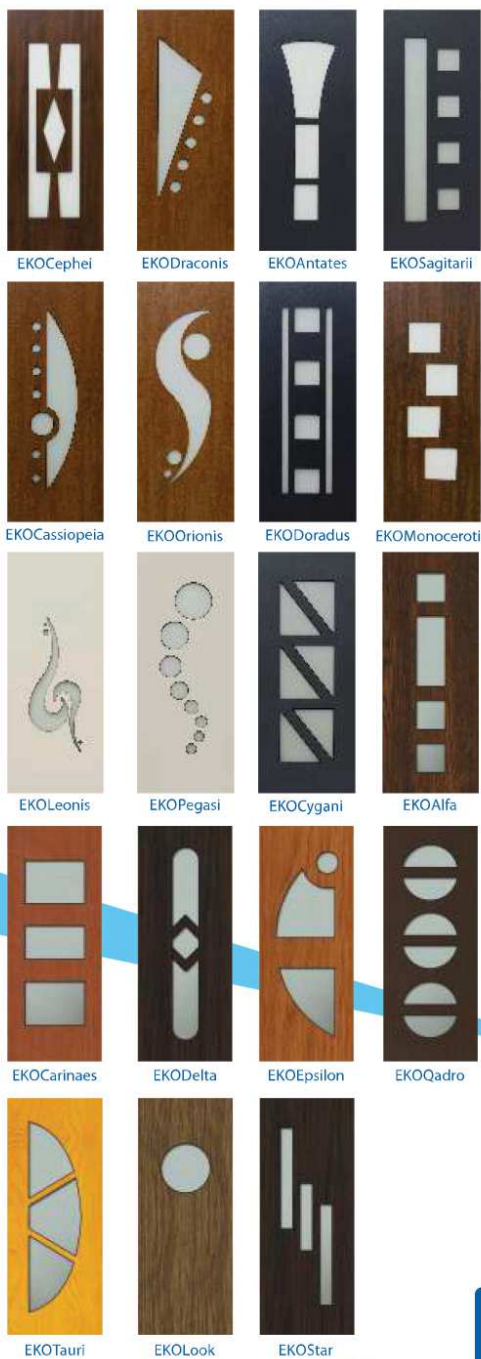 EKOCephei EKODraconis EKOAntates EKOSagitarii
EKOCassiopeia EKOOrionis EKODoradus EKOMonoceroti
EKOLeonis EKOPegasi EKOCygani EKOAlfa
EKOCarinaes EKODelta EKOEpsilon EKOQadro
EKOTauri EKOLook EKOStar